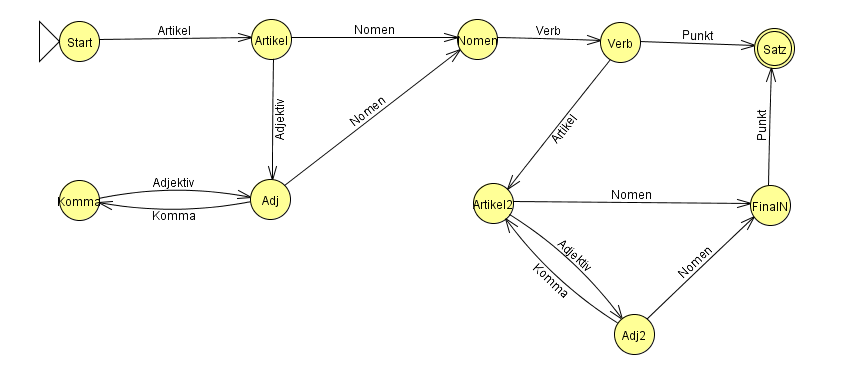 Start
Artikel
Artikel
Nomen
Nomen
Verb
Verb
Punkt
Satz
Adjektiv
Nomen
Artikel
Punkt
Komma
Adjektiv
Komma
Adj
Artikel2
Nomen
FinalN
Adjektiv
Komma
Nomen
Adj2